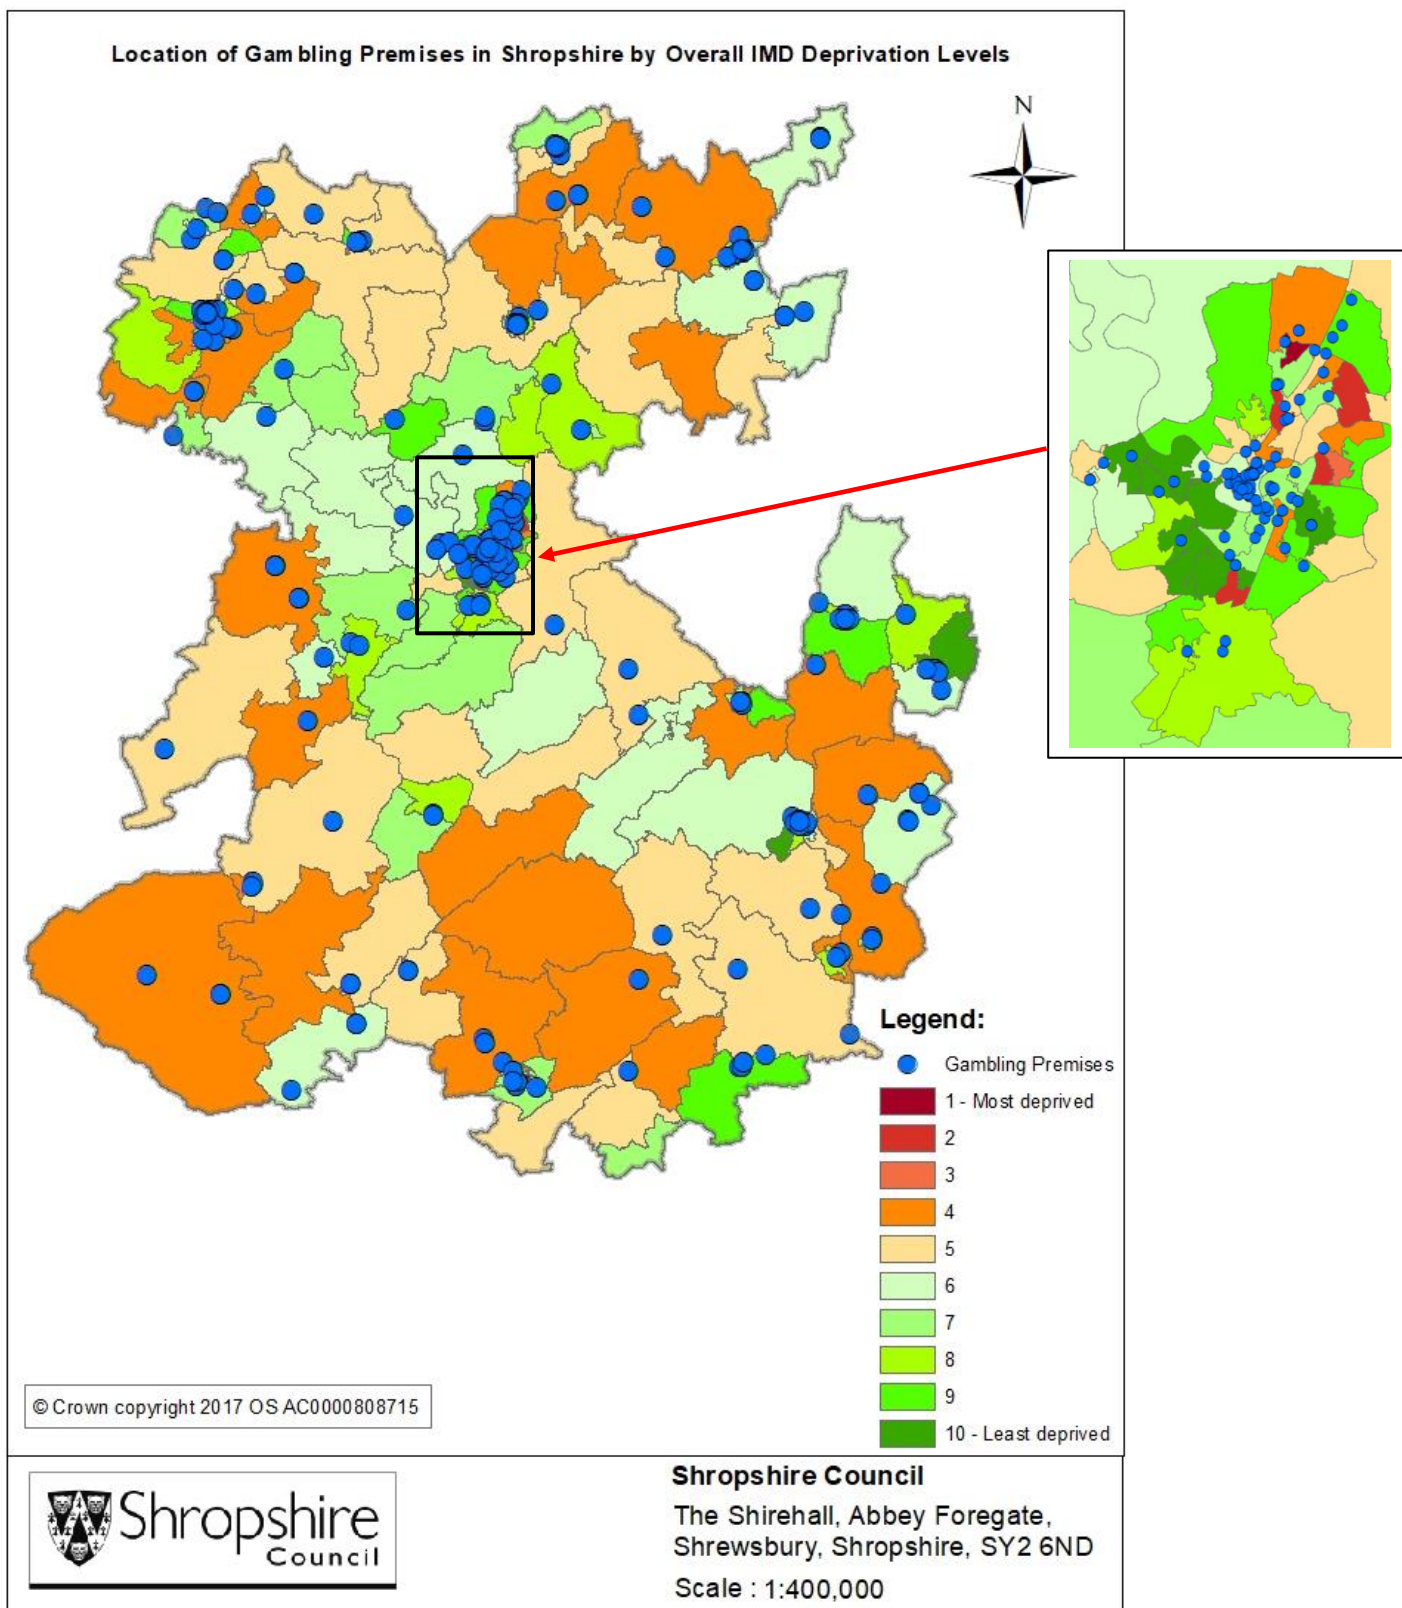 Location of Gambling Premises in Shropshire by Overall IMD Deprivation Levels
N
Legend:
Gambling Premises
1 - Most deprived
2
3
4
5
6
7
8
9
10 - Least deprived
© Crown copyright 2017 OS AC0000808715
Shropshire
Council
Shropshire Council
The Shirehall, Abbey Foregate,
Shrewsbury, Shropshire, SY2 6ND
Scale : 1:400,000